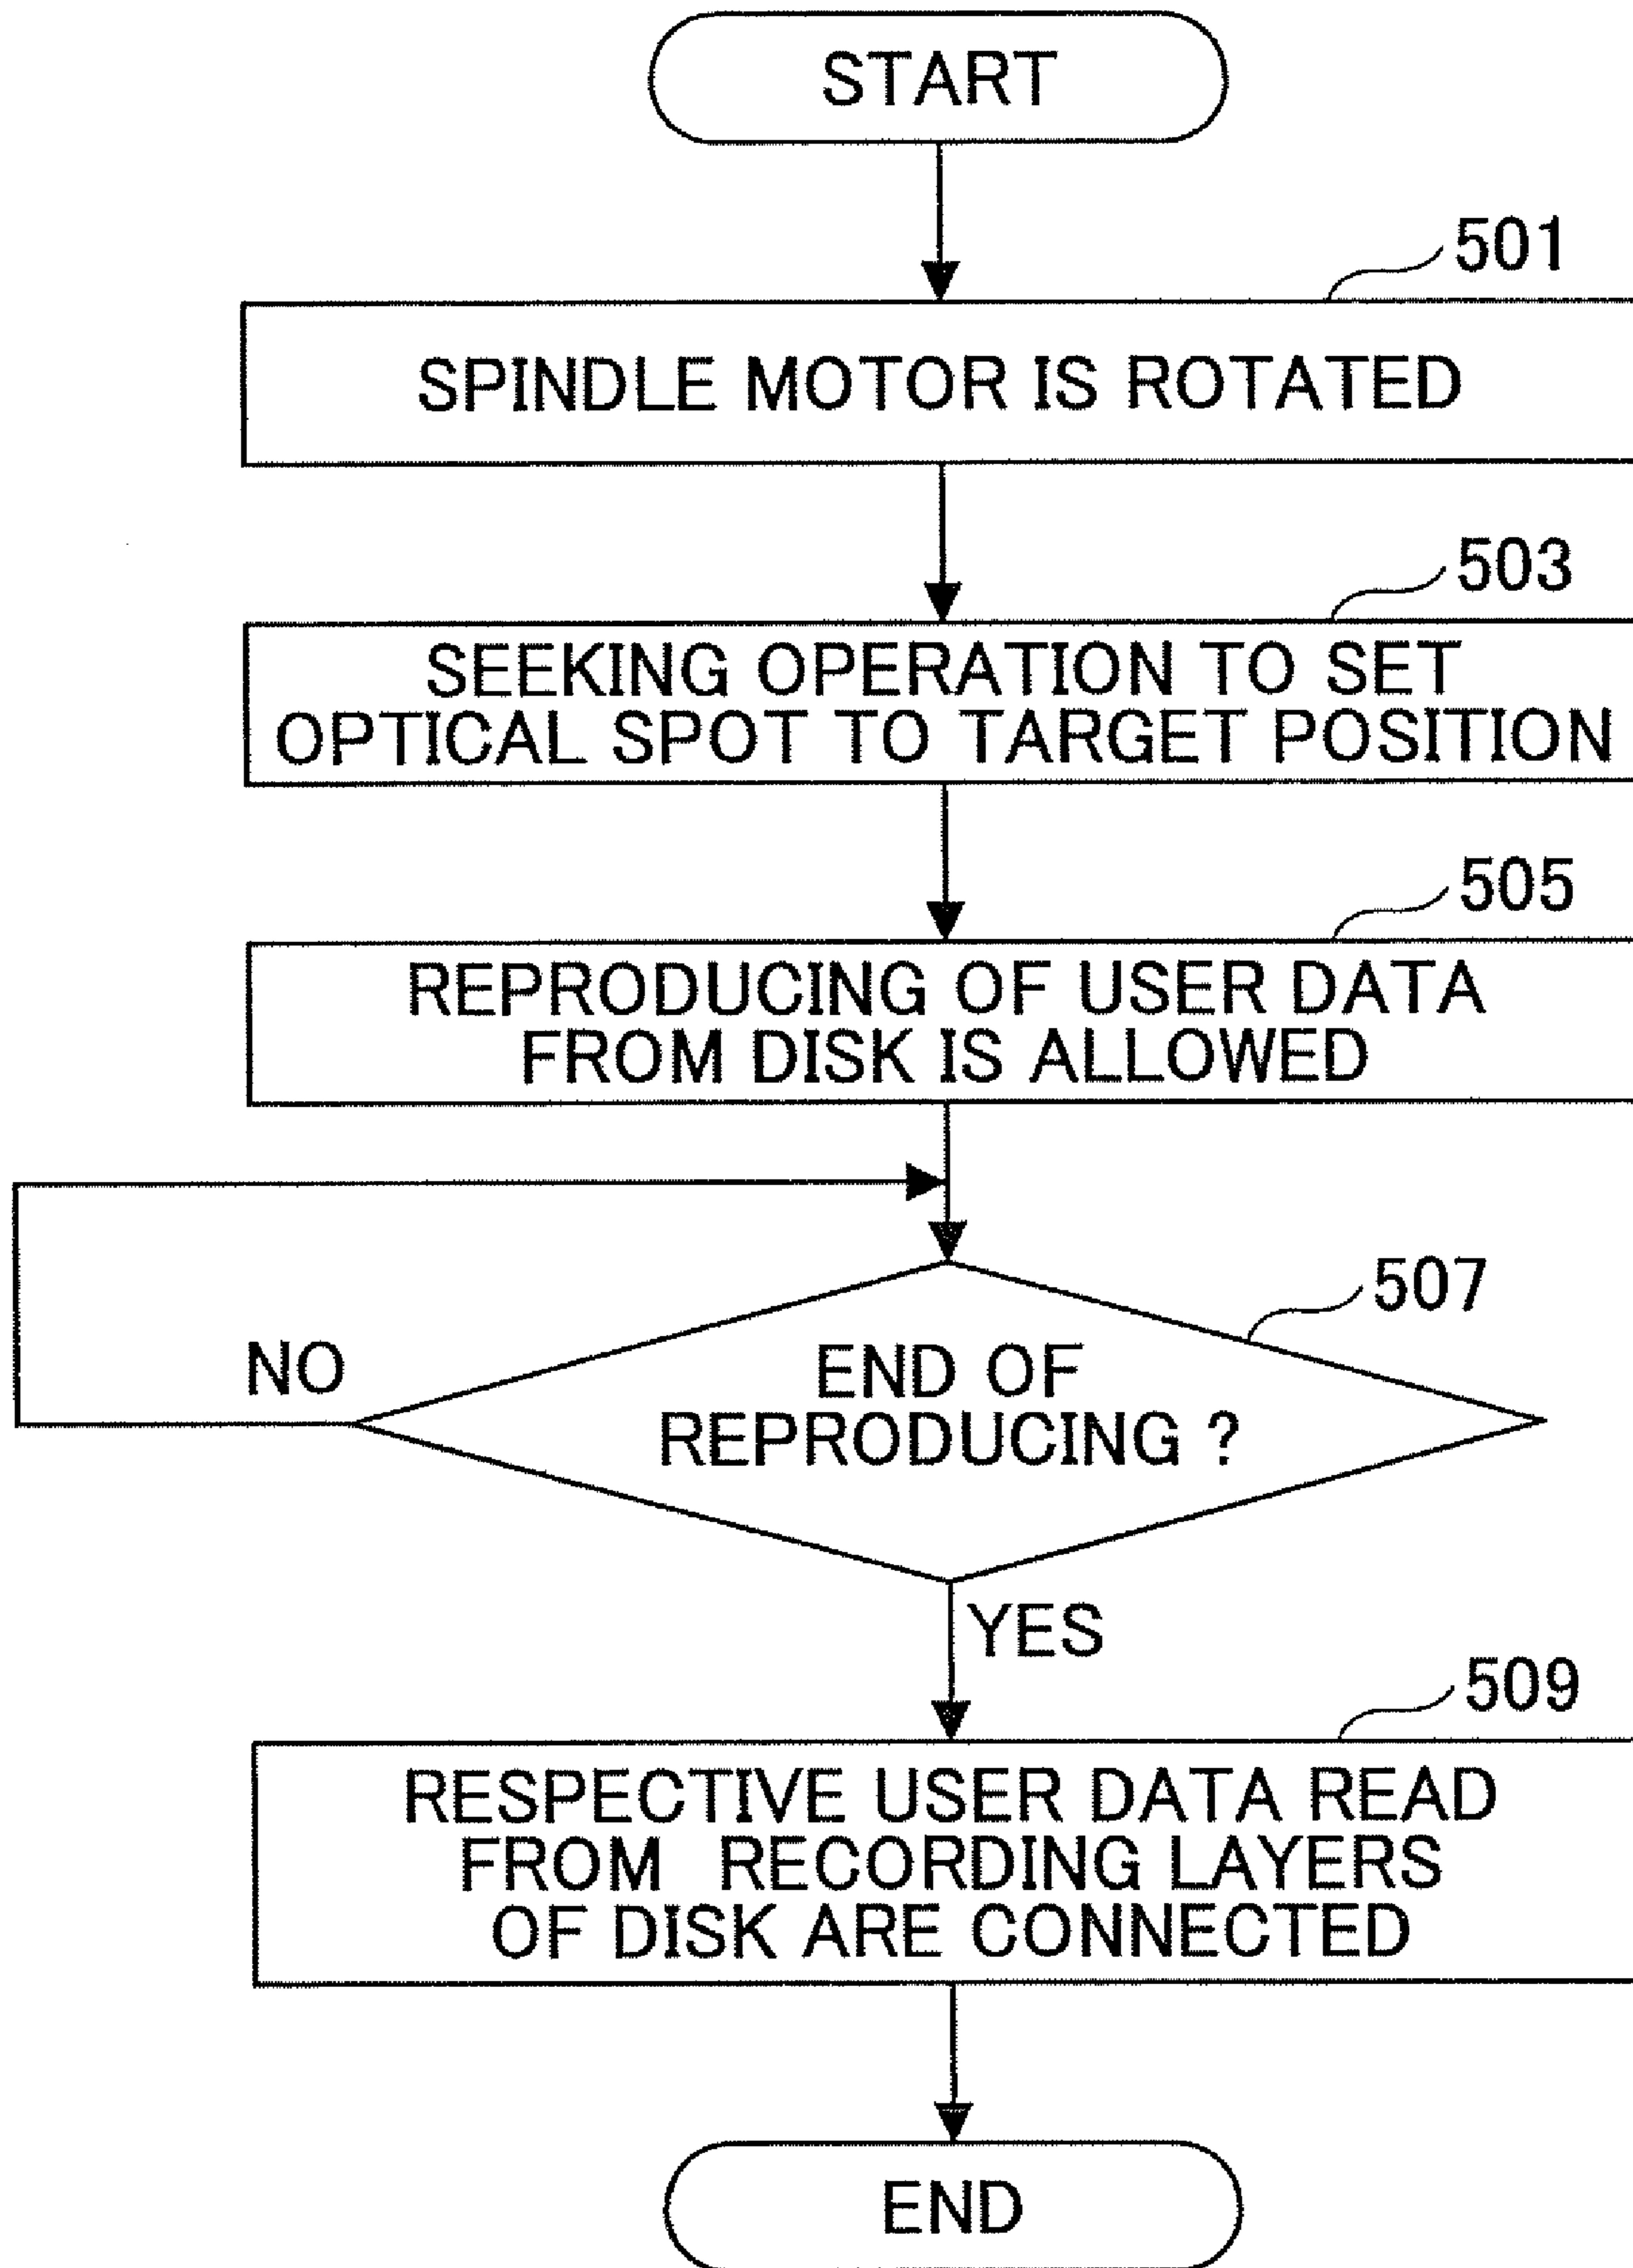 START
501
SPINDLE MOTOR IS ROTATED
503
SEEKING OPERATION TO SET
OPTICAL SPOT TO TARGET POSITION
505
REPRODUCING OF USER DATA
FROM DISK IS ALLOWED
507
NO
END OF
REPRODUCING ?
YES
509
RESPECTIVE USER DATA READ
FROM RECORDING LAYERS
OF DISK ARE CONNECTED
END